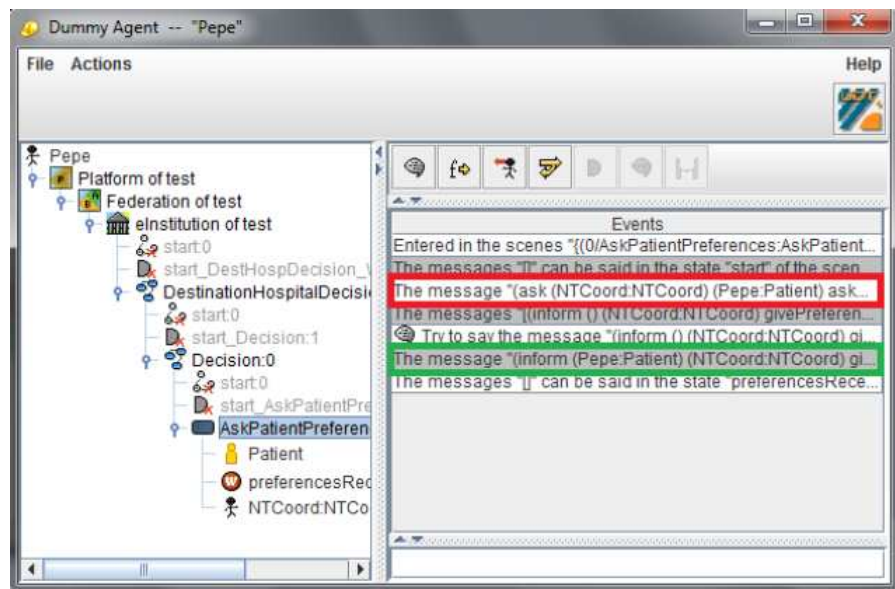 Dummy Agent -- "Pepe"
File Actions Help
Pepe
Platform of test
Federation of test
eInstitution of test
start:0
start_DestHospDecision_
DestinationHospitalDecisi
start:0
start_Decision:1
Decision:0
start:0
start_AskPatientPre
AskPatientPreferen
Patient
preferencesRec
NTCoord:NTCo
Events
Entered in the scenes "{(0/AskPatientPreferences:AskPatient...
The messages "[]" can be said in the state "start" of the scen...
The message "(ask (NTCoord:NTCoord) (Pepe:Patient) ask...
The messages "[(inform () (NTCoord:NTCoord) givePreferen...
Try to say the message "(inform () (NTCoord:NTCoord) gi...
The message "(inform (Pepe:Patient) (NTCoord:NTCoord) gi...
The messages "[]" can be said in the state "preferencesRece...